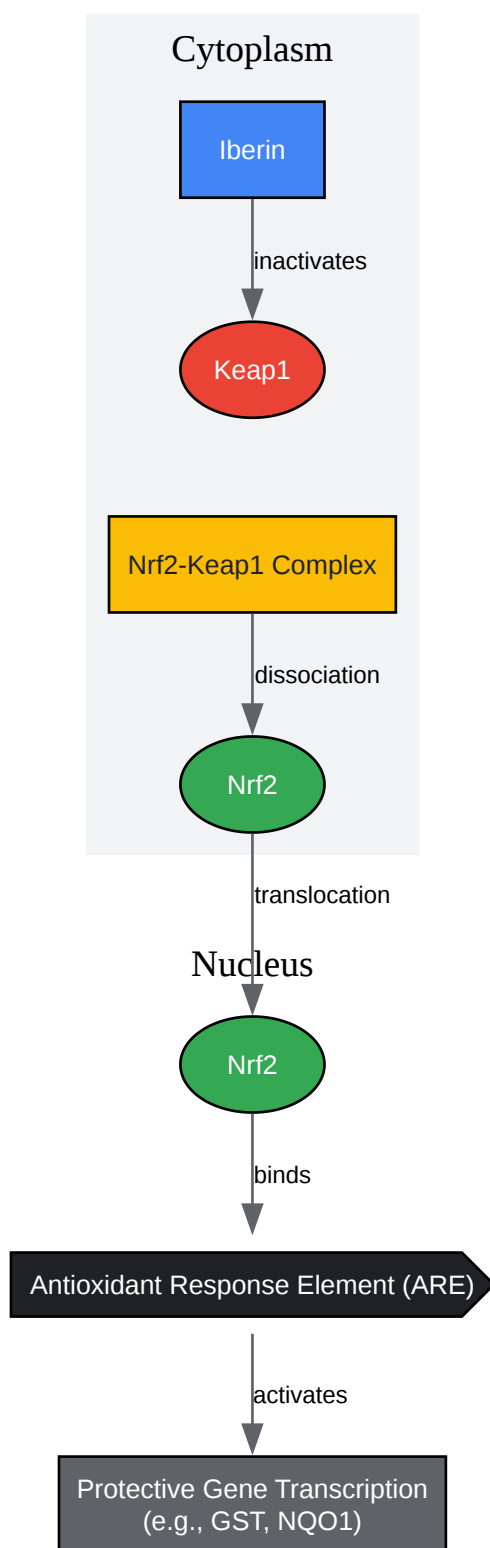 Cytoplasm
Iberin
inactivates
Keap1
Nrf2-Keap1 Complex
dissociation
Nrf2
translocation
Nucleus
Nrf2
binds
Antioxidant Response Element (ARE)
activates
Protective Gene Transcription
(e.g., GST, NQO1)